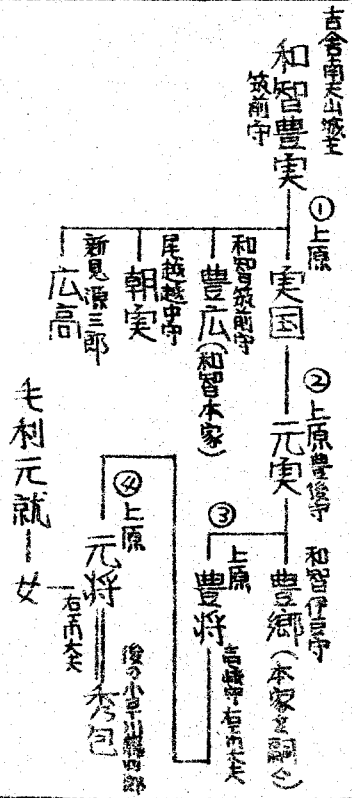 吉舎南天山城主
和智豊実
筑前守
①上原
実国
和智筑前守
豊広(和智本家)
尾越越中守
朝実
新見源三郎
広高
②上原豊後守
元実
和智伊豆守
豊郷(本家を嗣ぐ)
③上原
豊将
右衛門大夫
④上原
元将
右衛門大夫
秀包
後の小早川藤四郎
毛利元就
女